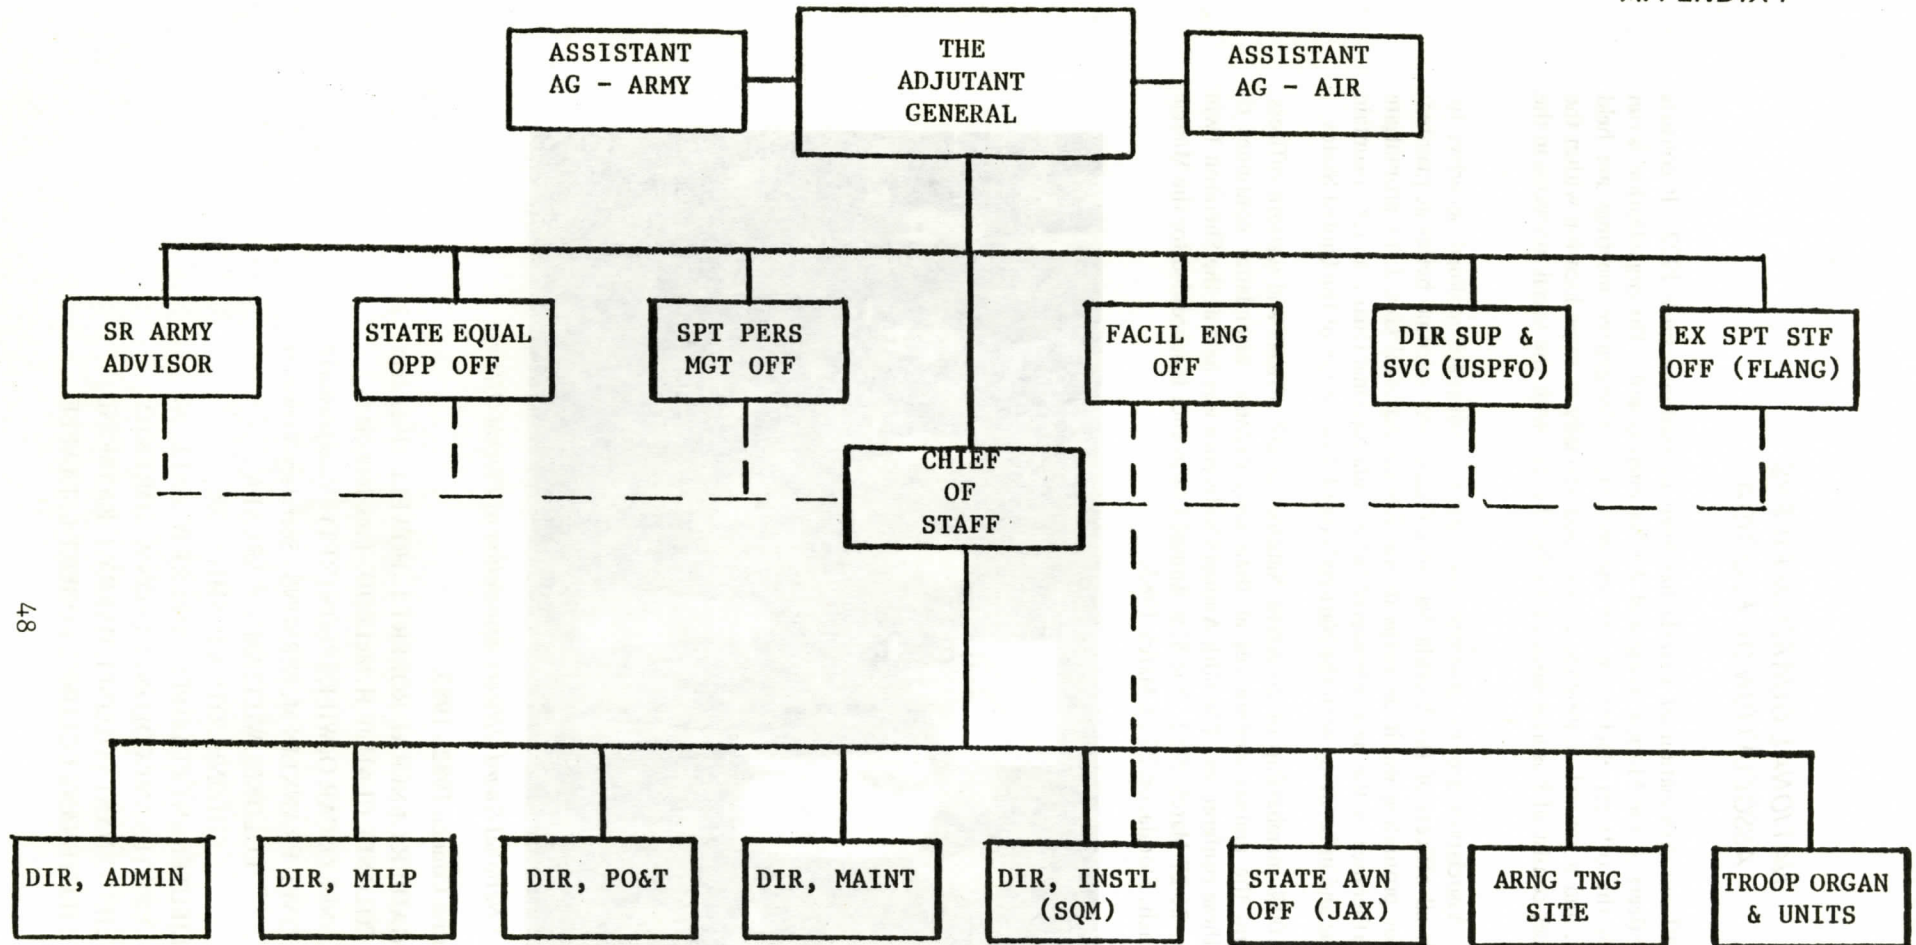 ASSISTANT
AG - ARMY
THE
ADJUTANT
GENERAL
ASSISTANT
AG - AIR
SR ARMY
ADVISOR
STATE EQUAL
OPP OFF
SPT PERS
MGT OFF
FACIL ENG
OFF
DIR SUP &
SVC (USPFO)
EX SPT STF
OFF (FLANG)
CHIEF
OF
STAFF
DIR, ADMIN
DIR, MILP
DIR, PO&T
DIR, MAINT
DIR, INSTL
(SQM)
STATE AVN
OFF (JAX)
ARNG TNG
SITE
TROOP ORGAN
& UNITS
48